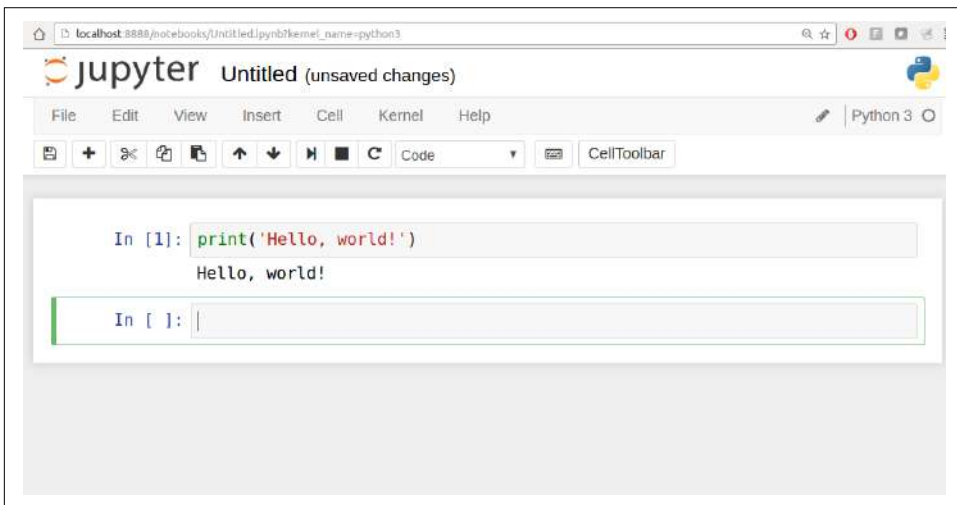 localhost:8888/notebooks/Untitled.ipynb?kernel_name=python3
jupyter Untitled (unsaved changes)
File Edit View Insert Cell Kernel Help Python 3
Code CellToolbar
In [1]: print('Hello, world!')
Hello, world!
In [ ]: